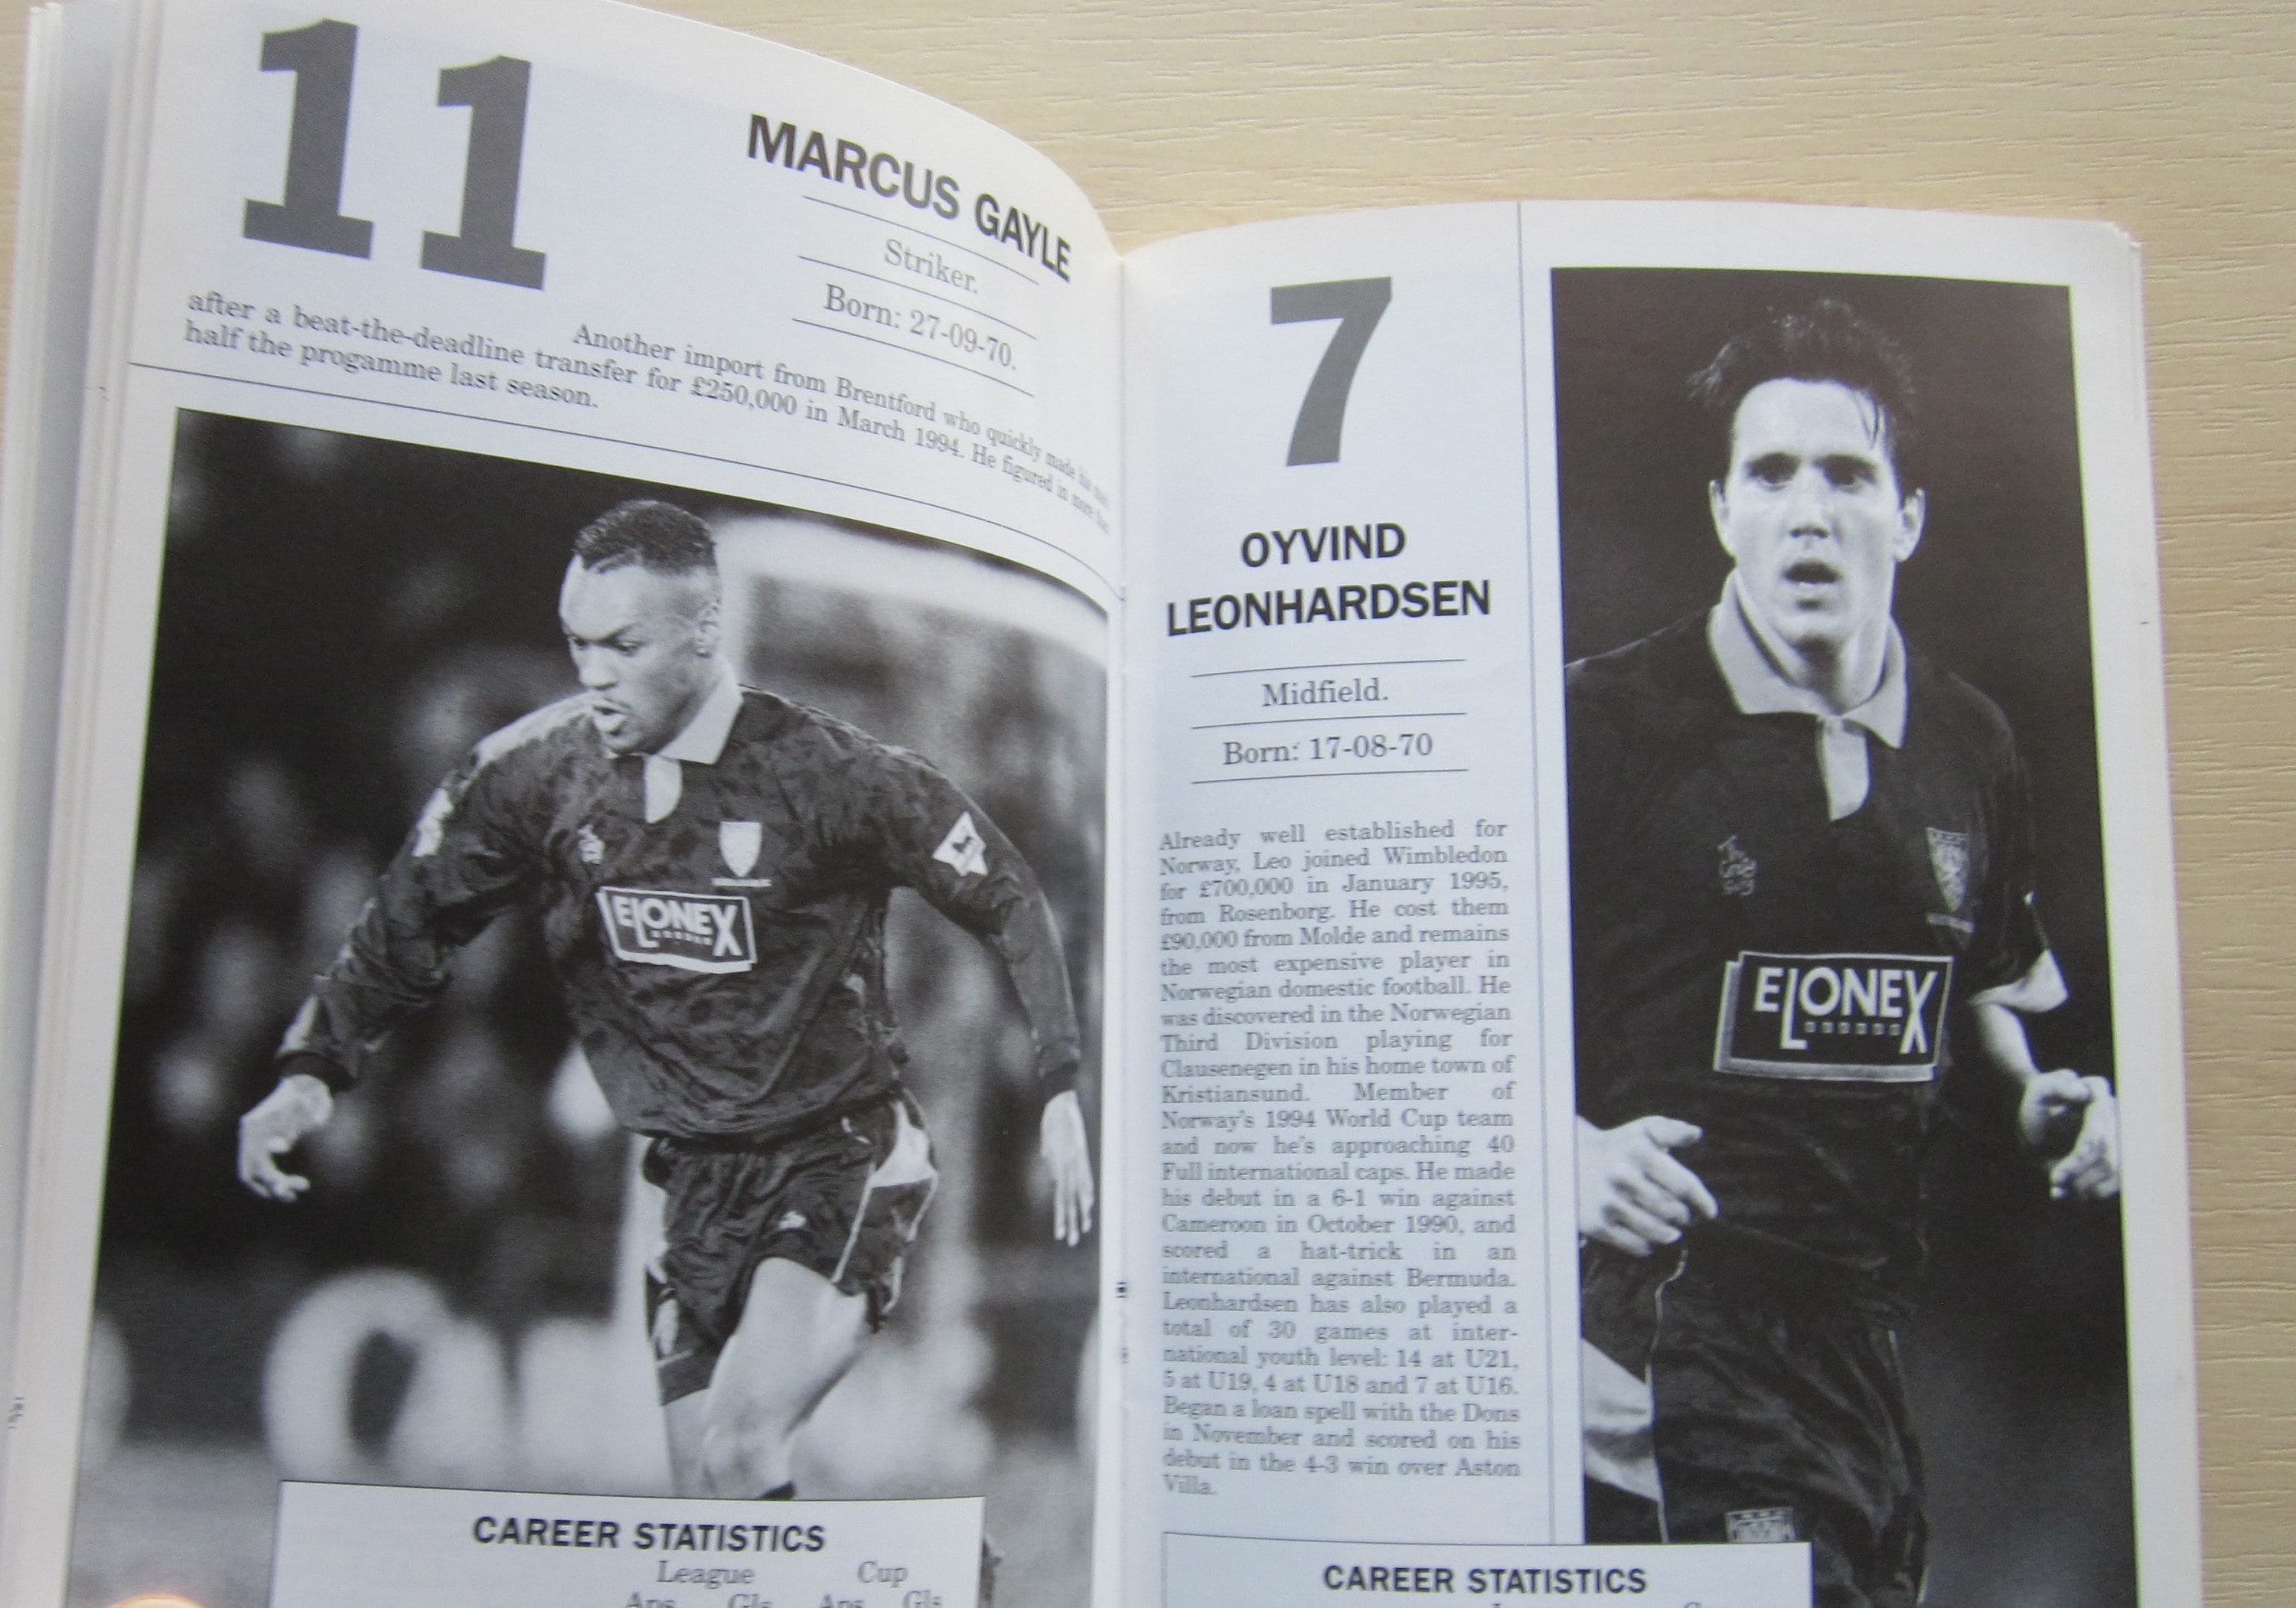 11
MARCUS GAYLE
Striker.
Born: 27-09-70.
Another import from Brentford who quickly made his
after a beat-the-deadline transfer for £250,000 in March 1994. He figured in more than
half the progamme last season.
ELONEX
CAREER STATISTICS
League Cup
Aps Gls Aps Gls
7
OYVIND
LEONHARDSEN
Midfield.
Born: 17-08-70
Already well established for
Norway, Leo joined Wimbledon
for £700,000 in January 1995,
from Rosenborg. He cost them
£90,000 from Molde and remains
the most expensive player in
Norwegian domestic football. He
was discovered in the Norwegian
Third Division playing for
Clausenegen in his home town of
Kristiansund. Member of
Norway's 1994 World Cup team
and now he's approaching 40
Full international caps. He made
his debut in a 6-1 win against
Cameroon in October 1990, and
scored a hat-trick in an
international against Bermuda.
Leonhardsen has also played a
total of 30 games at inter-
national youth level: 14 at U21,
5 at U19, 4 at U18 and 7 at U16.
Began a loan spell with the Dons
in November and scored on his
debut in the 4-3 win over Aston
Villa.
ELONEX
CAREER STATISTICS